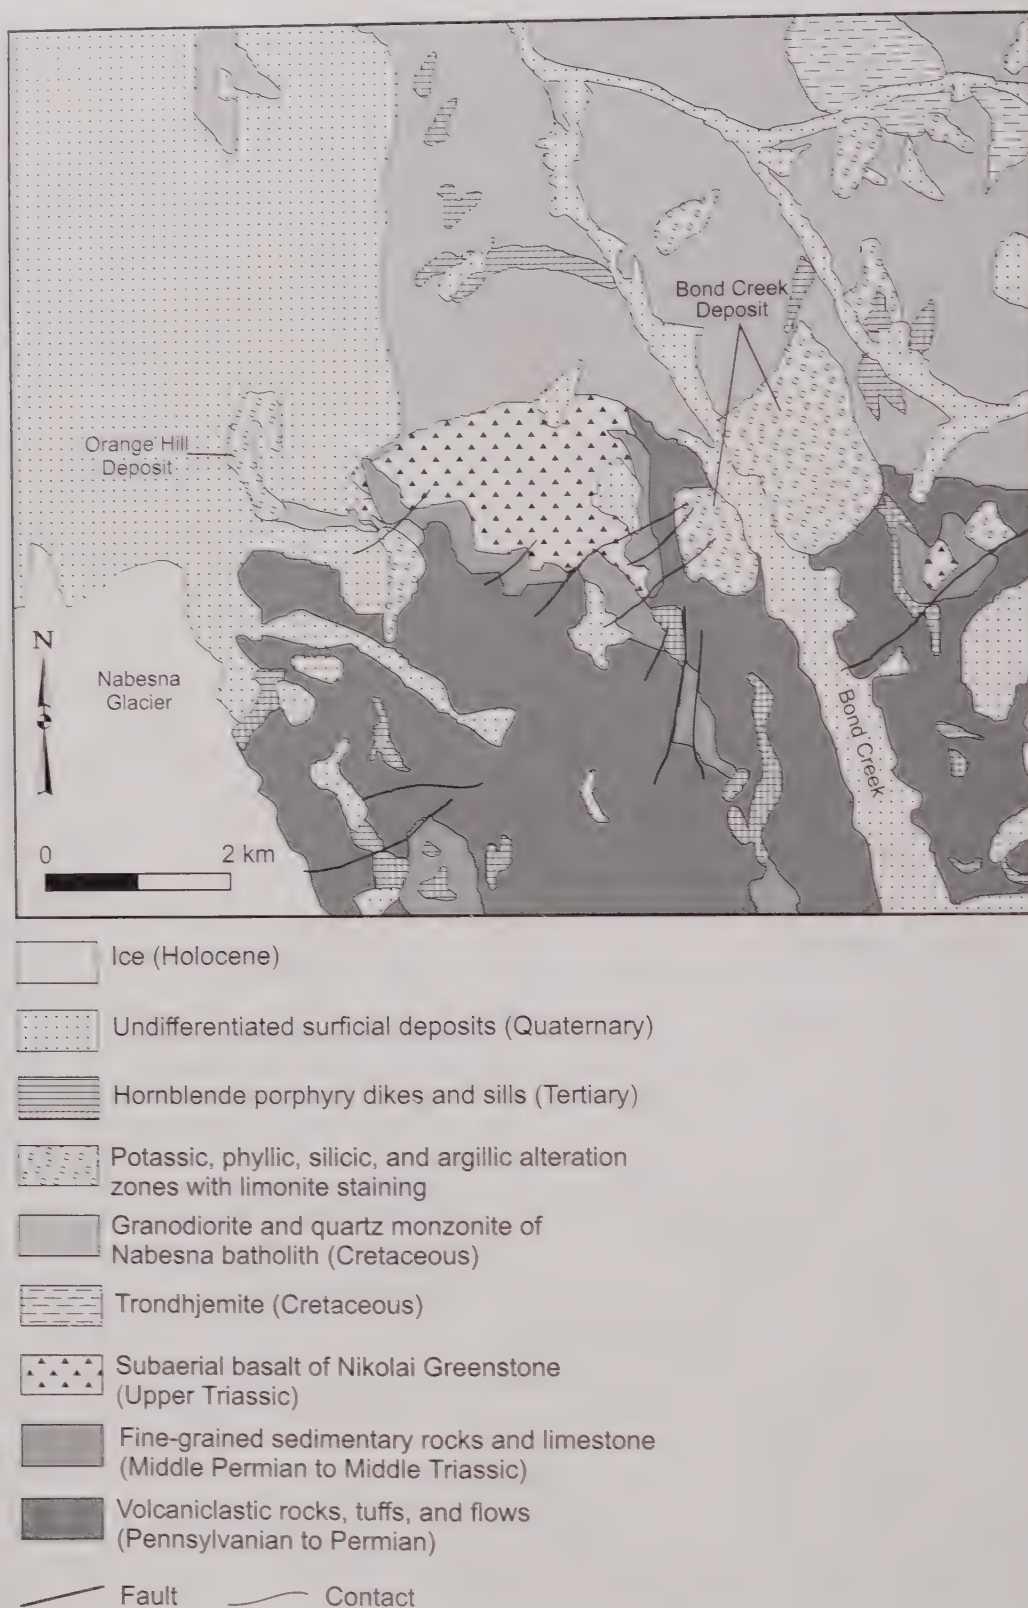 Bond Creek
Deposit
Orange Hill
Deposit
N
Nabesna
Glacier
Bond Creek
0 2 km
Ice (Holocene)
Undifferentiated surficial deposits (Quaternary)
Hornblende porphyry dikes and sills (Tertiary)
Potassic, phyllic, silicic, and argillic alteration
zones with limonite staining
Granodiorite and quartz monzonite of
Nabesna batholith (Cretaceous)
Trondhjemite (Cretaceous)
Subaerial basalt of Nikolai Greenstone
(Upper Triassic)
Fine-grained sedimentary rocks and limestone
(Middle Permian to Middle Triassic)
Volcaniclastic rocks, tuffs, and flows
(Pennsylvanian to Permian)
Fault Contact